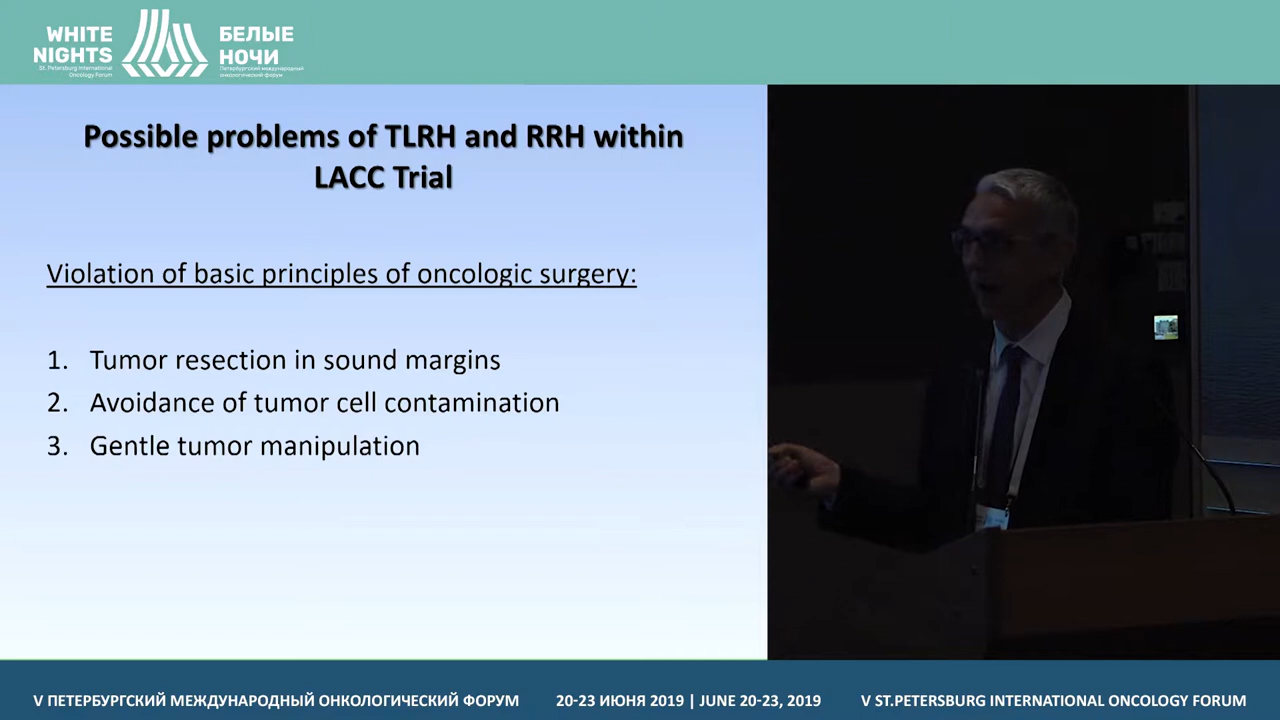 WHITE
NIGHTS
St. Petersburg International
Oncology Forum
БЕЛЫЕ
НОЧИ
Петербургский международный
онкологический форум
Possible problems of TLRH and RRH within
LACC Trial
Violation of basic principles of oncologic surgery:
1. Tumor resection in sound margins
2. Avoidance of tumor cell contamination
3. Gentle tumor manipulation
V ПЕТЕРБУРГСКИЙ МЕЖДУНАРОДНЫЙ ОНКОЛОГИЧЕСКИЙ ФОРУМ
20-23 ИЮНЯ 2019 | JUNE 20-23, 2019
V ST.PETERSBURG INTERNATIONAL ONCOLOGY FORUM